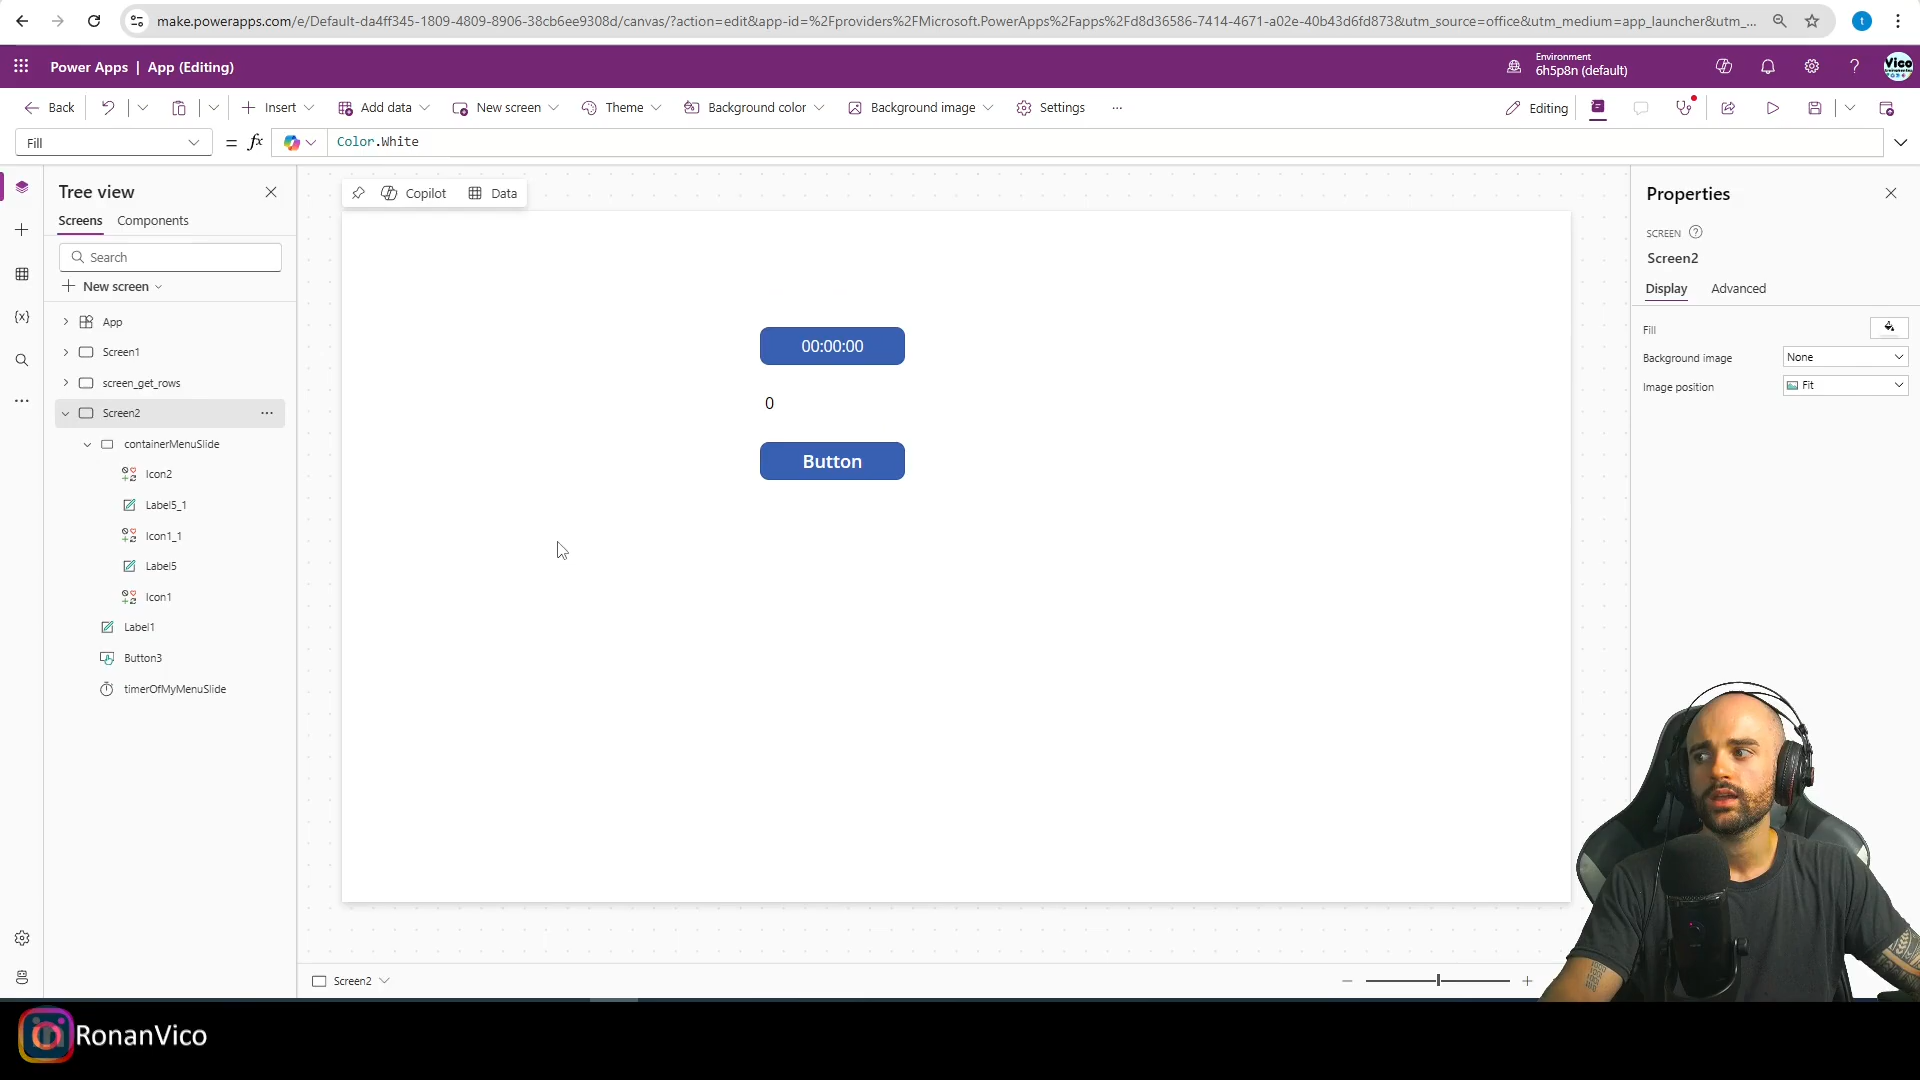 make.powerapps.com/e/Default-da4ff345-1809-4809-8906-38cb6ee9308d/canvas/?action=edit&app-id=%2Fproviders%2FMicrosoft.PowerApps%2Fapps%2Fd8d36586-7414-4671-a02e-40b43d6fd873&utm_source=office&utm_medium=app_launcher&utm_...
t
Power Apps | App (Editing)
Environment
6h5p8n (default)
Vico
Back
Insert
Add data
New screen
Theme
Background color
Background image
Settings
...
Editing
Fill
= fx
Color.White
Tree view
Screens
Components
Search
New screen
App
Screen1
screen_get_rows
Screen2
containerMenuSlide
Icon2
Label5_1
Icon1_1
Label5
Icon1
Label1
Button3
timerOfMyMenuSlide
Copilot
Data
00:00:00
0
Button
Properties
SCREEN
Screen2
Display
Advanced
Fill
Background image
None
Image position
Fit
Screen2
RonanVico